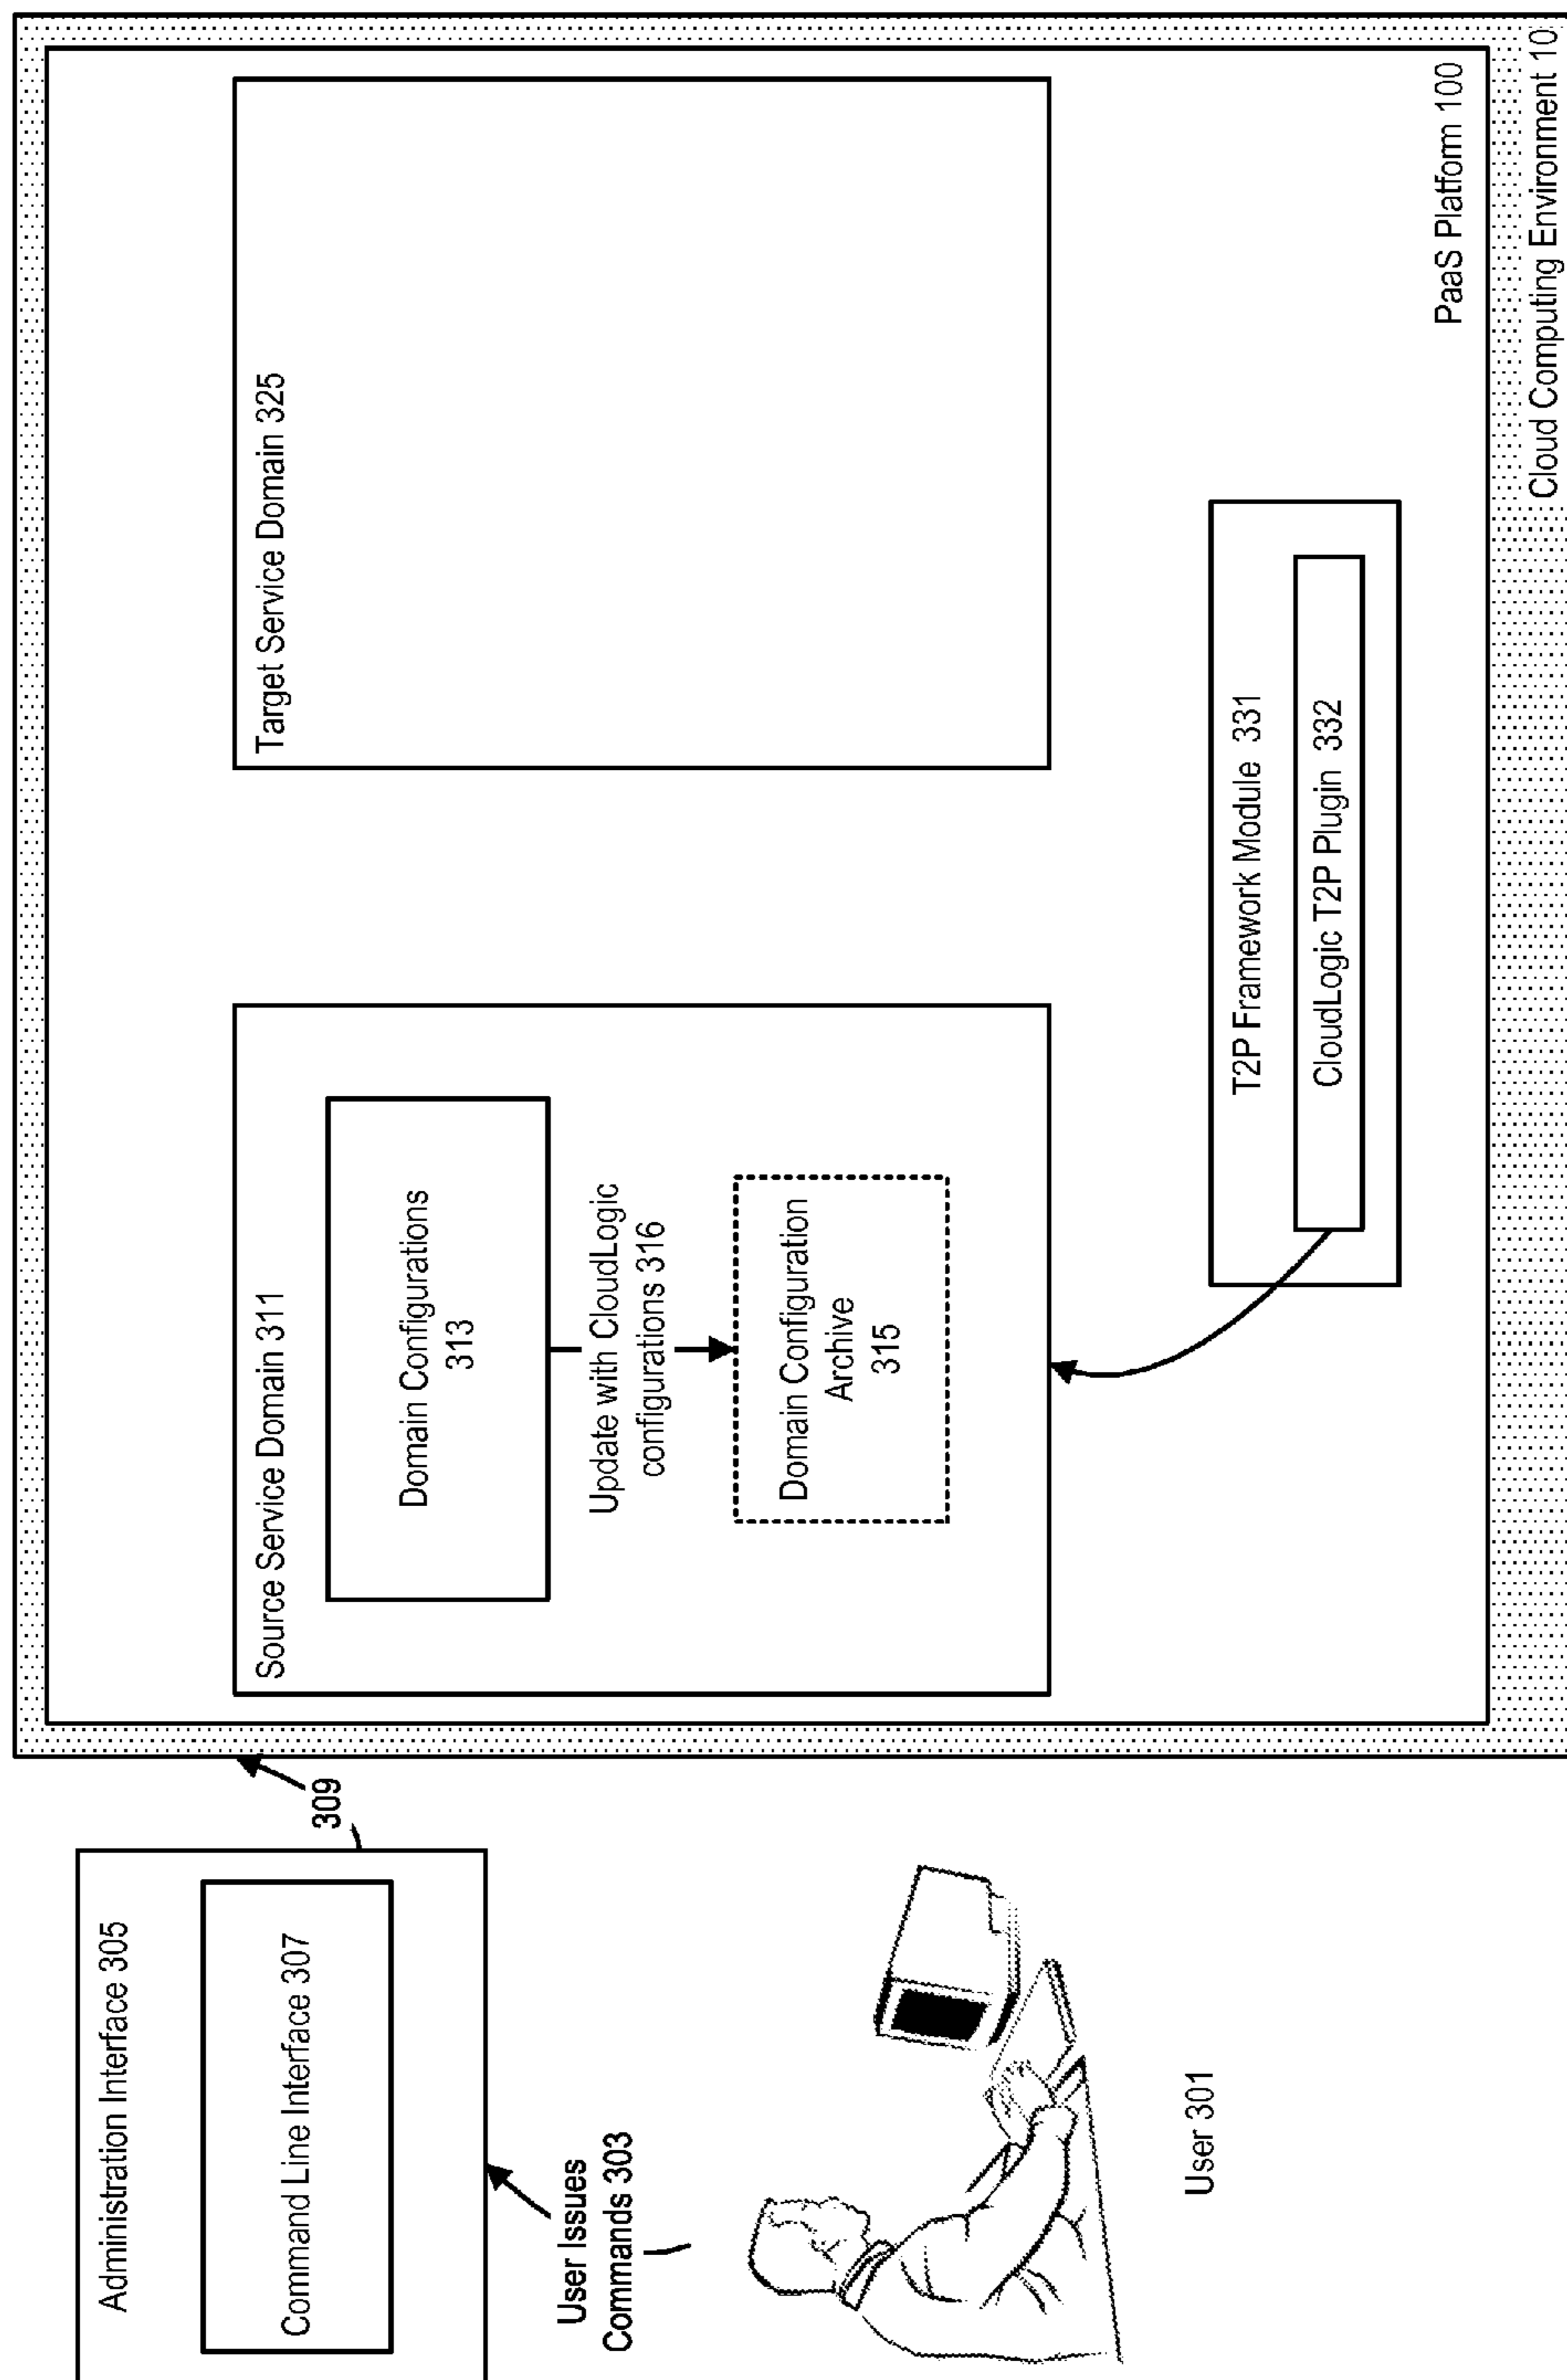 Administration Interface 305
Command Line Interface 307
User Issues
Commands 303
User 301
309
Source Service Domain 311
Domain Configurations
313
Update with CloudLogic
configurations 316
Domain Configuration
Archive
315
Target Service Domain 325
T2P Framework Module 331
CloudLogic T2P Plugin 332
PaaS Platform 100
Cloud Computing Environment 10